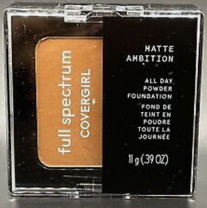 full spectrum
COVERGIRL
MATTE
AMBITION
ALL DAY
POWDER
FOUNDATION
FOND DE
TEINT EN
POUDRE
TOUTE LA
JOURNÉE
11 g (.39 OZ)